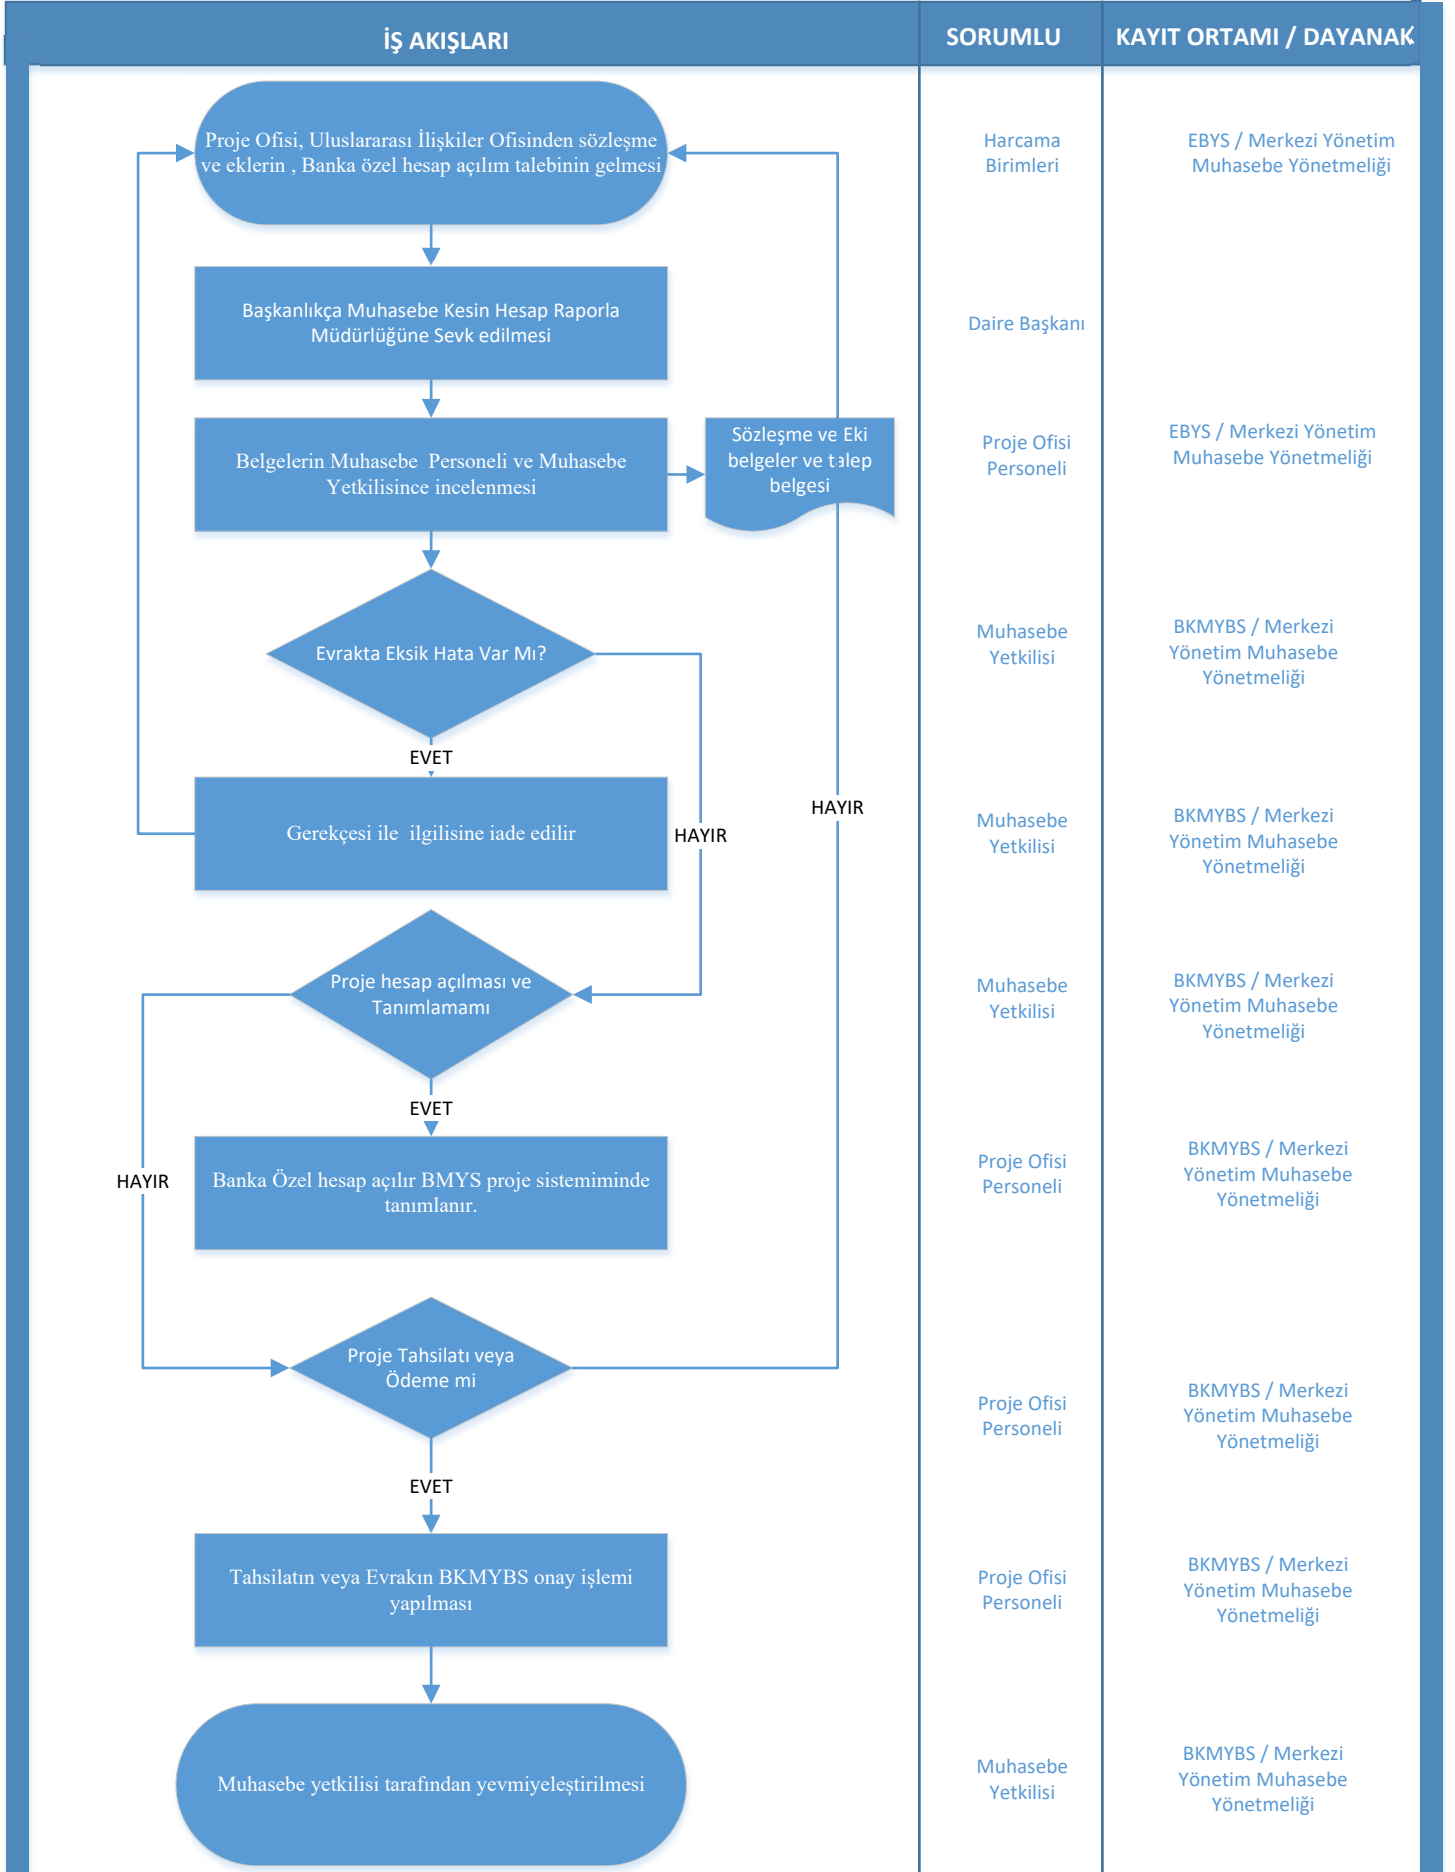 İŞ AKIŞLARI
SORUMLU
KAYIT ORTAMI / DAYANAK
Proje Ofisi, Uluslararası İlişkiler Ofisinden sözleşme
ve eklerin , Banka özel hesap açılım talebinin gelmesi
Harcama
Birimleri
EBYS / Merkezi Yönetim
Muhasebe Yönetmeliği
Başkanlıkça Muhasebe Kesin Hesap Raporla
Müdürlüğüne Sevk edilmesi
Daire Başkanı
Belgelerin Muhasebe  Personeli ve Muhasebe
Yetkilisince incelenmesi
Sözleşme ve Eki
belgeler ve talep
belgesi
Proje Ofisi
Personeli
EBYS / Merkezi Yönetim
Muhasebe Yönetmeliği
Evrakta Eksik Hata Var Mı?
Muhasebe
Yetkilisi
BKMYBS / Merkezi
Yönetim Muhasebe
Yönetmeliği
EVET
Gerekçesi ile  ilgilisine iade edilir
HAYIR
HAYIR
Muhasebe
Yetkilisi
BKMYBS / Merkezi
Yönetim Muhasebe
Yönetmeliği
Proje hesap açılması ve
Tanımlamamı
Muhasebe
Yetkilisi
BKMYBS / Merkezi
Yönetim Muhasebe
Yönetmeliği
EVET
HAYIR
Banka Özel hesap açılır BMYS proje sistemiminde
tanımlanır.
Proje Ofisi
Personeli
BKMYBS / Merkezi
Yönetim Muhasebe
Yönetmeliği
Proje Tahsilatı veya
Ödeme mi
Proje Ofisi
Personeli
BKMYBS / Merkezi
Yönetim Muhasebe
Yönetmeliği
EVET
Tahsilatın veya Evrakın BKMYBS onay işlemi
yapılması
Proje Ofisi
Personeli
BKMYBS / Merkezi
Yönetim Muhasebe
Yönetmeliği
Muhasebe yetkilisi tarafından yevmiyeleştirilmesi
Muhasebe
Yetkilisi
BKMYBS / Merkezi
Yönetim Muhasebe
Yönetmeliği